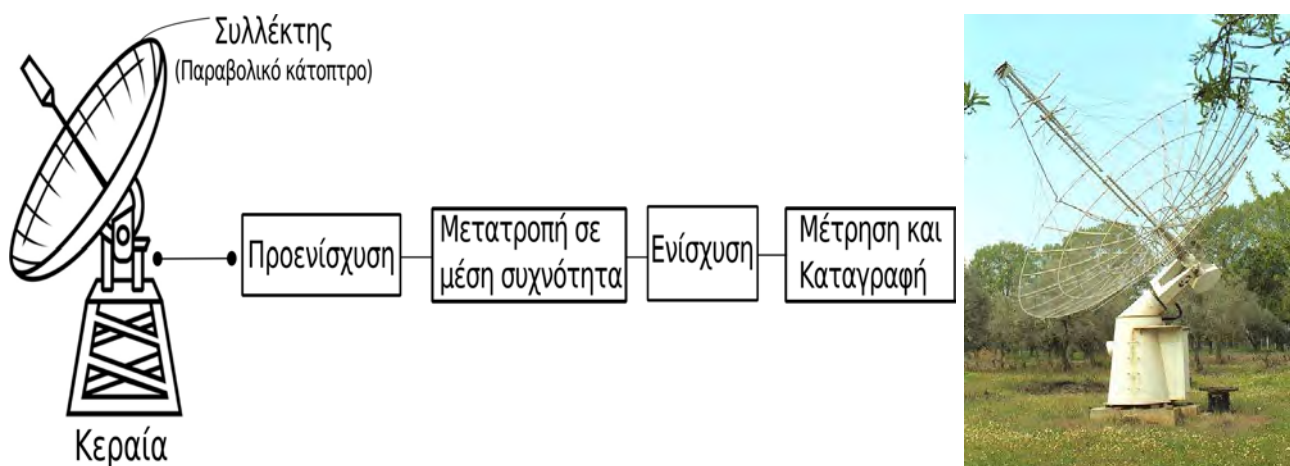 Συλλέκτης
(Παραβολικό κάτοπτρο)
Προενίσχυση
Μετατροπή σε
μέση συχνότητα
Ενίσχυση
Μέτρηση και
Καταγραφή
Κεραία